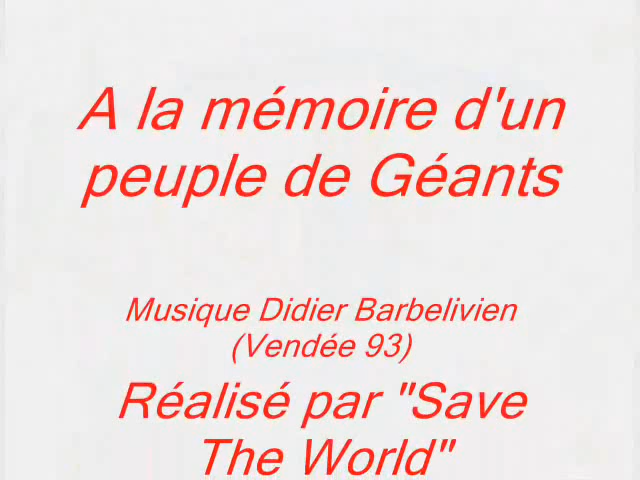 A la mémoire d'un
peuple de Géants
Musique Didier Barbelivien
(Vendée 93)
Réalisé par "Save
The World"